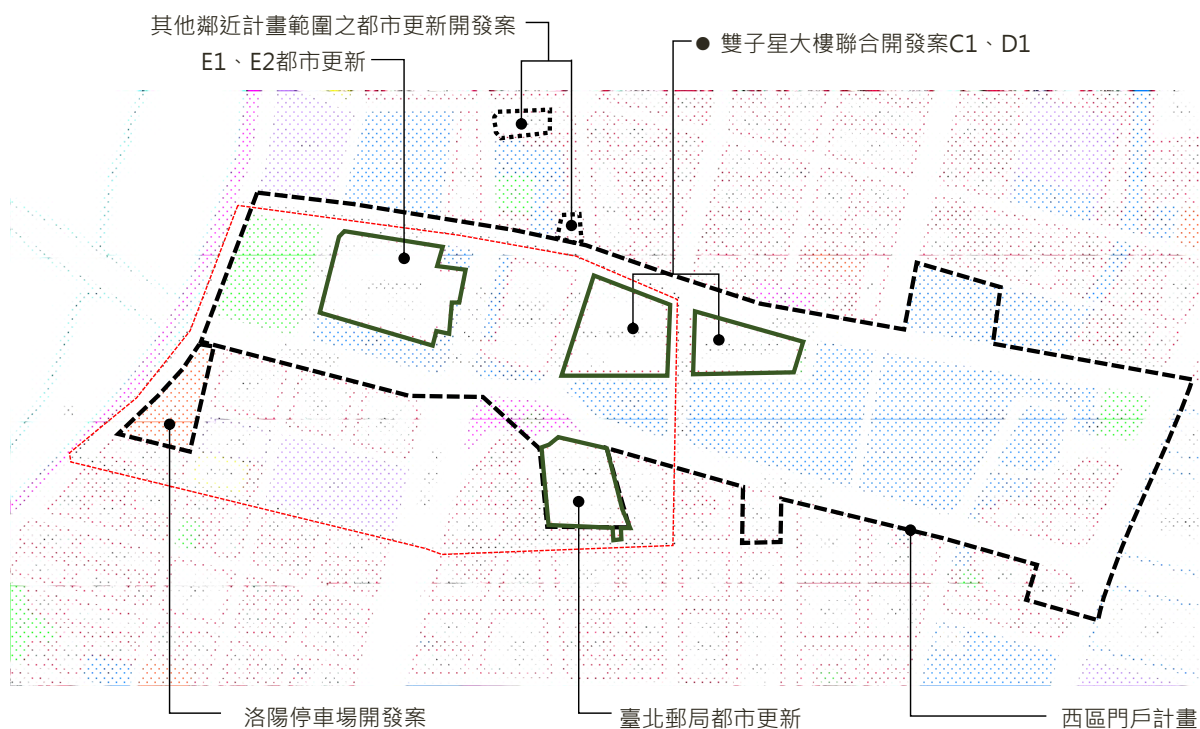 其他鄰近計畫範圍之都市更新開發案
E1、E2都市更新
雙子星大樓聯合開發案C1、D1
洛陽停車場開發案
臺北郵局都市更新
西區門戶計畫